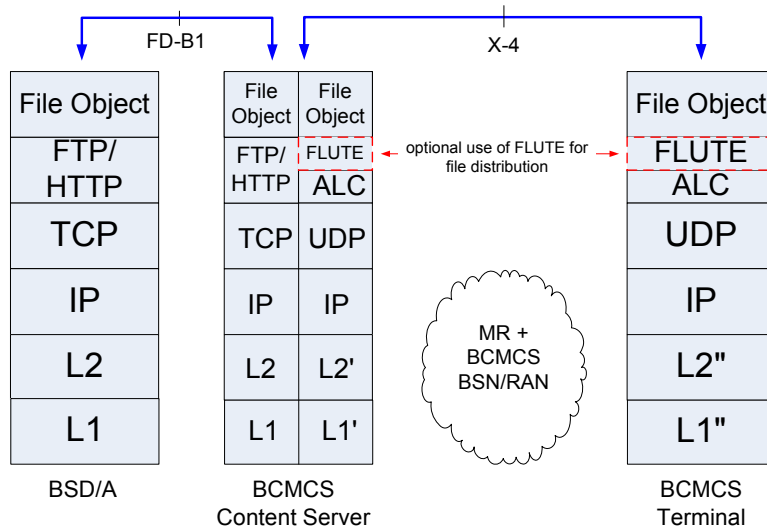 FD-B1
X-4
File Object
FTP/
HTTP
TCP
IP
L2
L1
BSD/A
File
Object
FTP/
HTTP
TCP
IP
L2
L1
File
Object
FLUTE
ALC
UDP
IP
L2'
L1'
BCMCS
Content Server
optional use of FLUTE for
file distribution
MR +
BCMCS
BSN/RAN
File Object
FLUTE
ALC
UDP
IP
L2"
L1"
BCMCS
Terminal